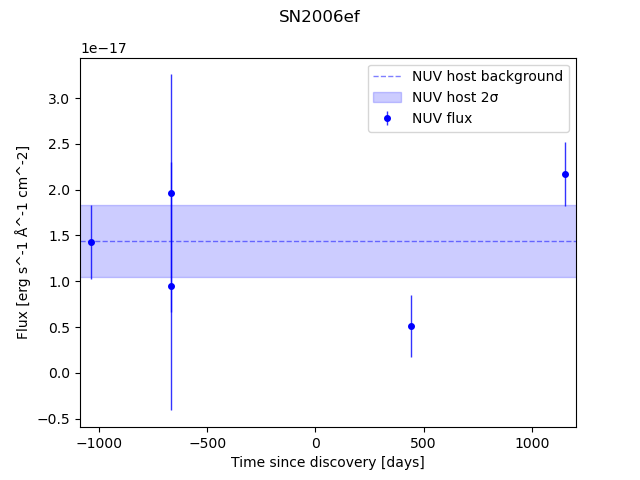 SN2006ef
1e−17
3.0
2.5
2.0
1.5
1.0
0.5
0.0
−0.5
Flux [erg s^-1 Å^-1 cm^-2]
NUV host background
NUV host 2σ
NUV flux
−1000 −500 0 500 1000
Time since discovery [days]